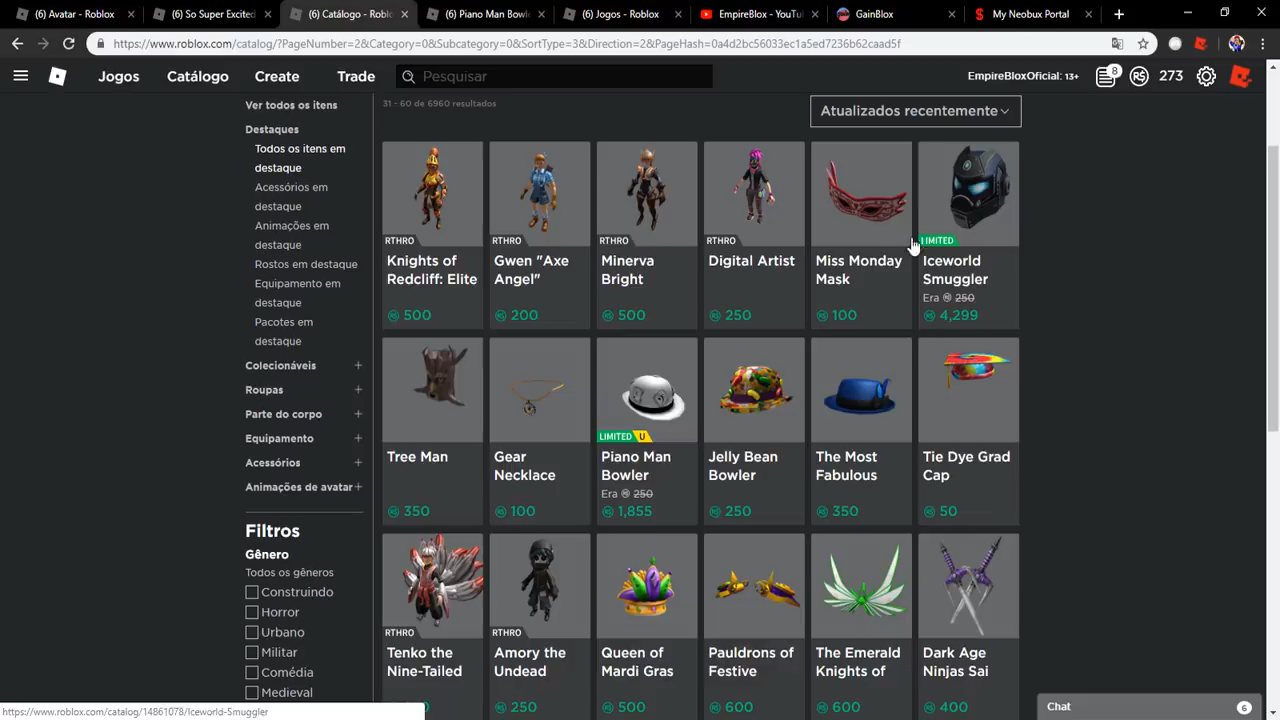 (6) Avatar - Roblox
(6) So Super Excited
(6) Catálogo - Roblo
(6) Piano Man Bowle
(6) Jogos - Roblox
EmpireBlox - YouTu
GainBlox
My Neobux Portal
https://www.roblox.com/catalog/?PageNumber=2&Category=0&Subcategory=0&SortType=3&Direction=2&PageHash=0a4d2bc56033ec1a5ed7236b62caad5f
Jogos Catálogo Create Trade Pesquisar EmpireBloxOficial: 13+ 8 R$ 273
Ver todos os itens
Destaques
Todos os itens em
destaque
Acessórios em
destaque
Animações em
destaque
Rostos em destaque
Equipamento em
destaque
Pacotes em
destaque
Colecionáveis +
Roupas +
Parte do corpo +
Equipamento +
Acessórios +
Animações de avatar +
Filtros
Gênero
Todos os gêneros
Construindo
Horror
Urbano
Militar
Comédia
Medieval
31 - 60 de 6960 resultados
Atualizados recentemente
RTHRO
Knights of
Redcliff: Elite
500
RTHRO
Gwen "Axe
Angel"
200
RTHRO
Minerva
Bright
500
RTHRO
Digital Artist
250
Miss Monday
Mask
100
LIMITED
Iceworld
Smuggler
Era 250
4,299
Tree Man
350
Gear
Necklace
100
LIMITED U
Piano Man
Bowler
Era 250
1,855
Jelly Bean
Bowler
250
The Most
Fabulous
350
Tie Dye Grad
Cap
50
RTHRO
Tenko the
Nine-Tailed
RTHRO
Amory the
Undead
250
Queen of
Mardi Gras
500
Pauldrons of
Festive
600
The Emerald
Knights of
600
Dark Age
Ninjas Sai
400
https://www.roblox.com/catalog/14861078/Iceworld-Smuggler
Chat 6